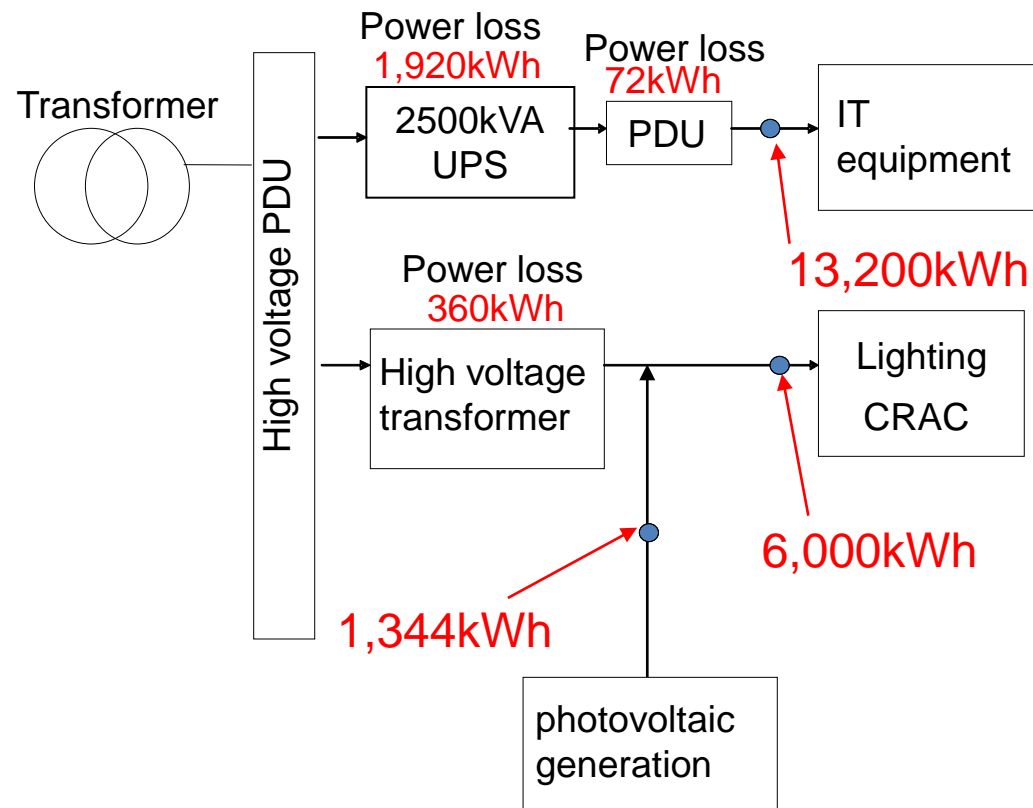 Power loss
1,920kWh
Power loss
72kWh
Transformer
High voltage PDU
2500kVA
UPS
PDU
IT
equipment
13,200kWh
Power loss
360kWh
High voltage
transformer
Lighting
CRAC
6,000kWh
1,344kWh
photovoltaic
generation